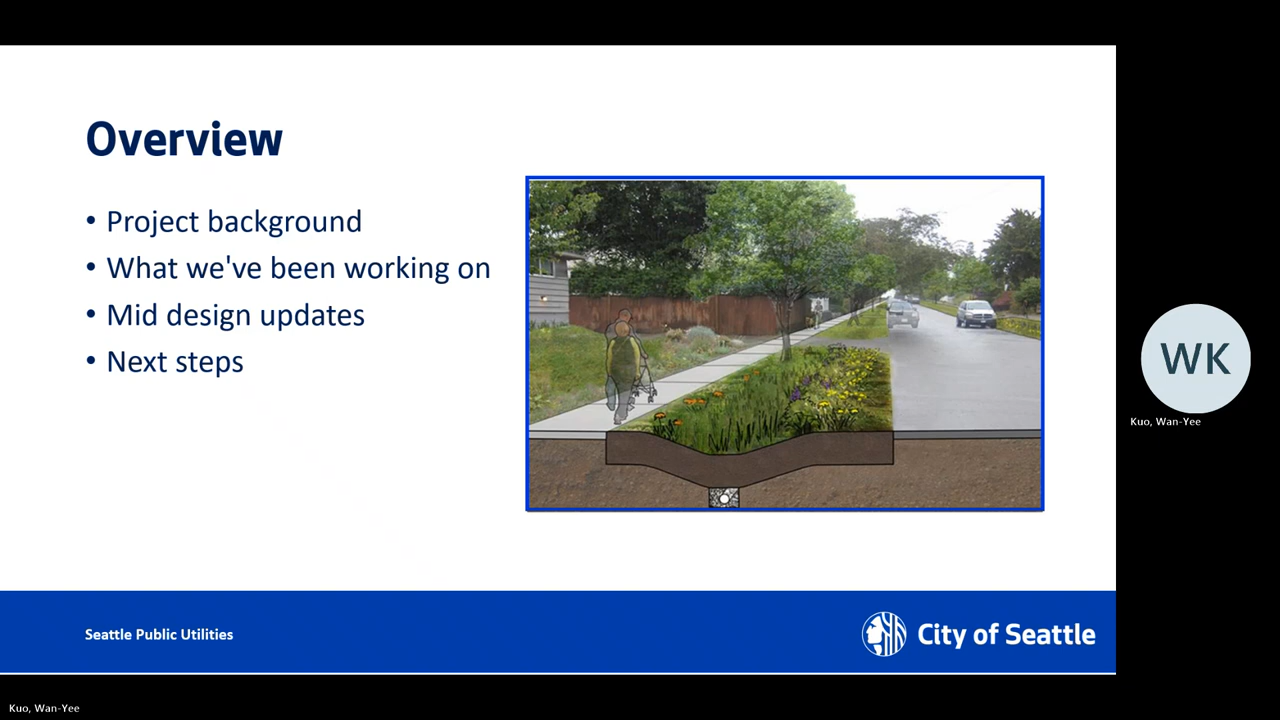 Overview
• Project background
• What we've been working on
• Mid design updates
• Next steps
WK
Kuo, Wan-Yee
Seattle Public Utilities
City of Seattle
Kuo, Wan-Yee